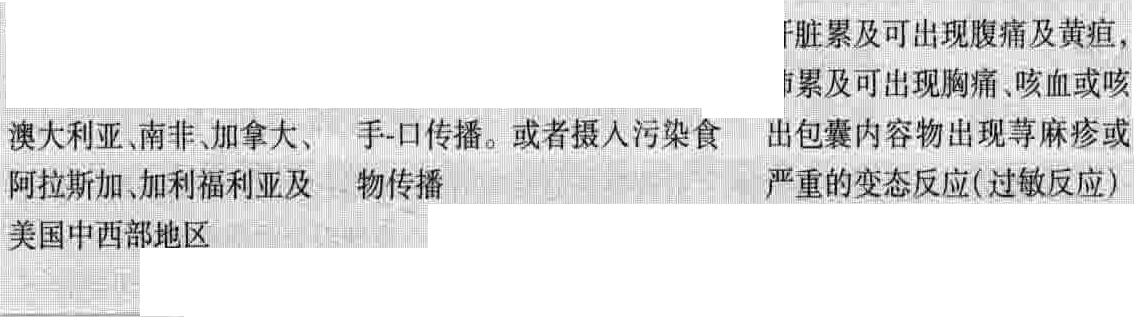 澳大利亚、南非、加拿大、
阿拉斯加、加利福利亚及
美国中西部地区
手-口传播。或者摄入污染食
物传播
脏累及可出现腹痛及黄疸，
累及可出现胸痛、咳血或咳
出包囊内容物出现荨麻疹或
严重的变态反应(过敏反应)